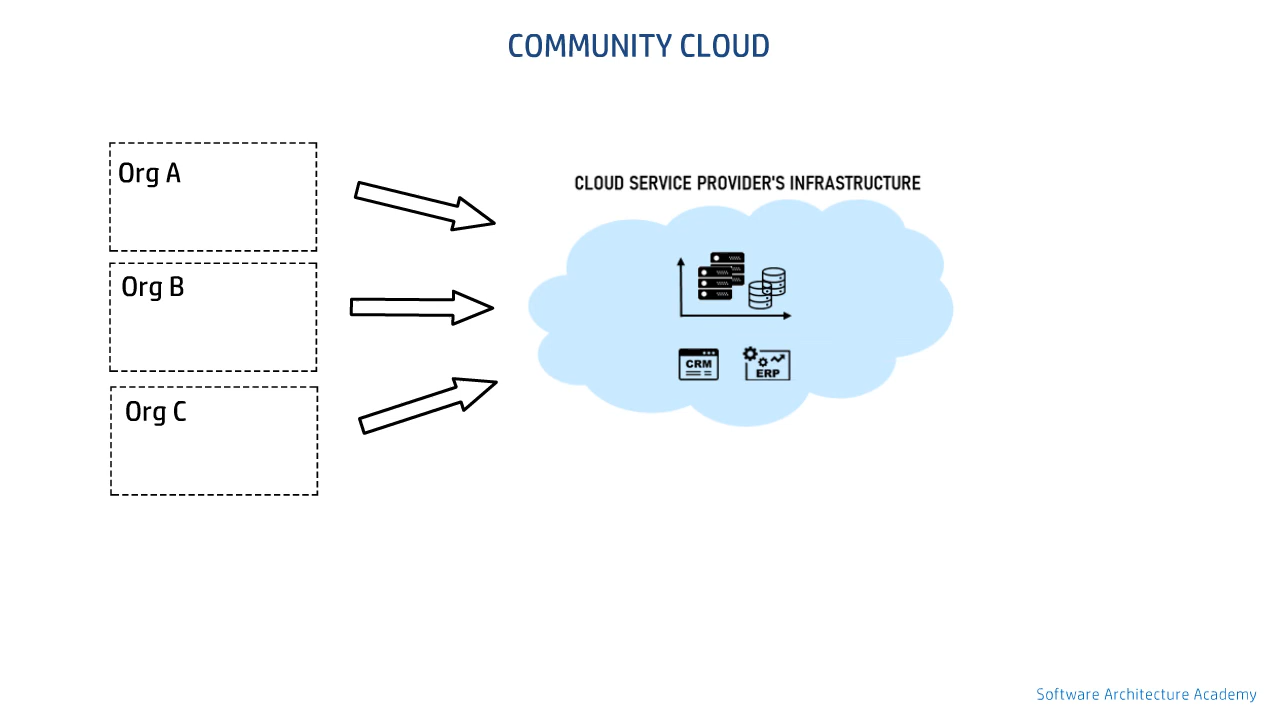 COMMUNITY CLOUD
Org A
CLOUD SERVICE PROVIDER'S INFRASTRUCTURE
Org B
Org C
CRM
ERP
Software Architecture Academy